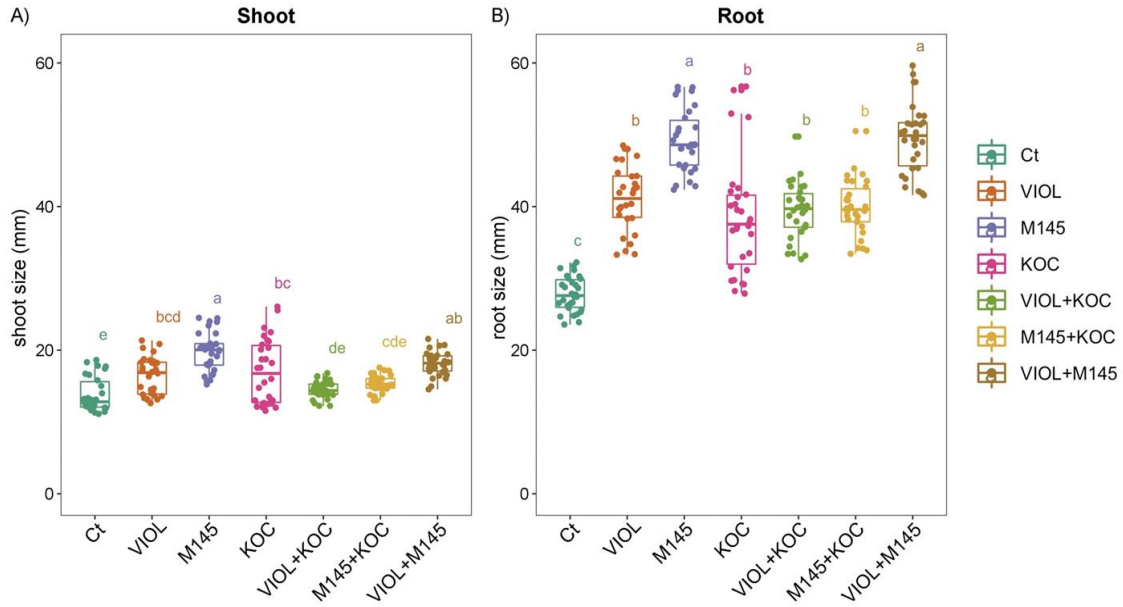 A)
Shoot
shoot size (mm)
60
40
20
0
e
bcd
a
bc
de
cde
ab
Ct
VIOL
M145
KOC
VIOL+KOC
M145+KOC
VIOL+M145
B)
Root
root size (mm)
60
40
20
0
c
b
a
b
b
b
a
Ct
VIOL
M145
KOC
VIOL+KOC
M145+KOC
VIOL+M145
Ct
VIOL
M145
KOC
VIOL+KOC
M145+KOC
VIOL+M145